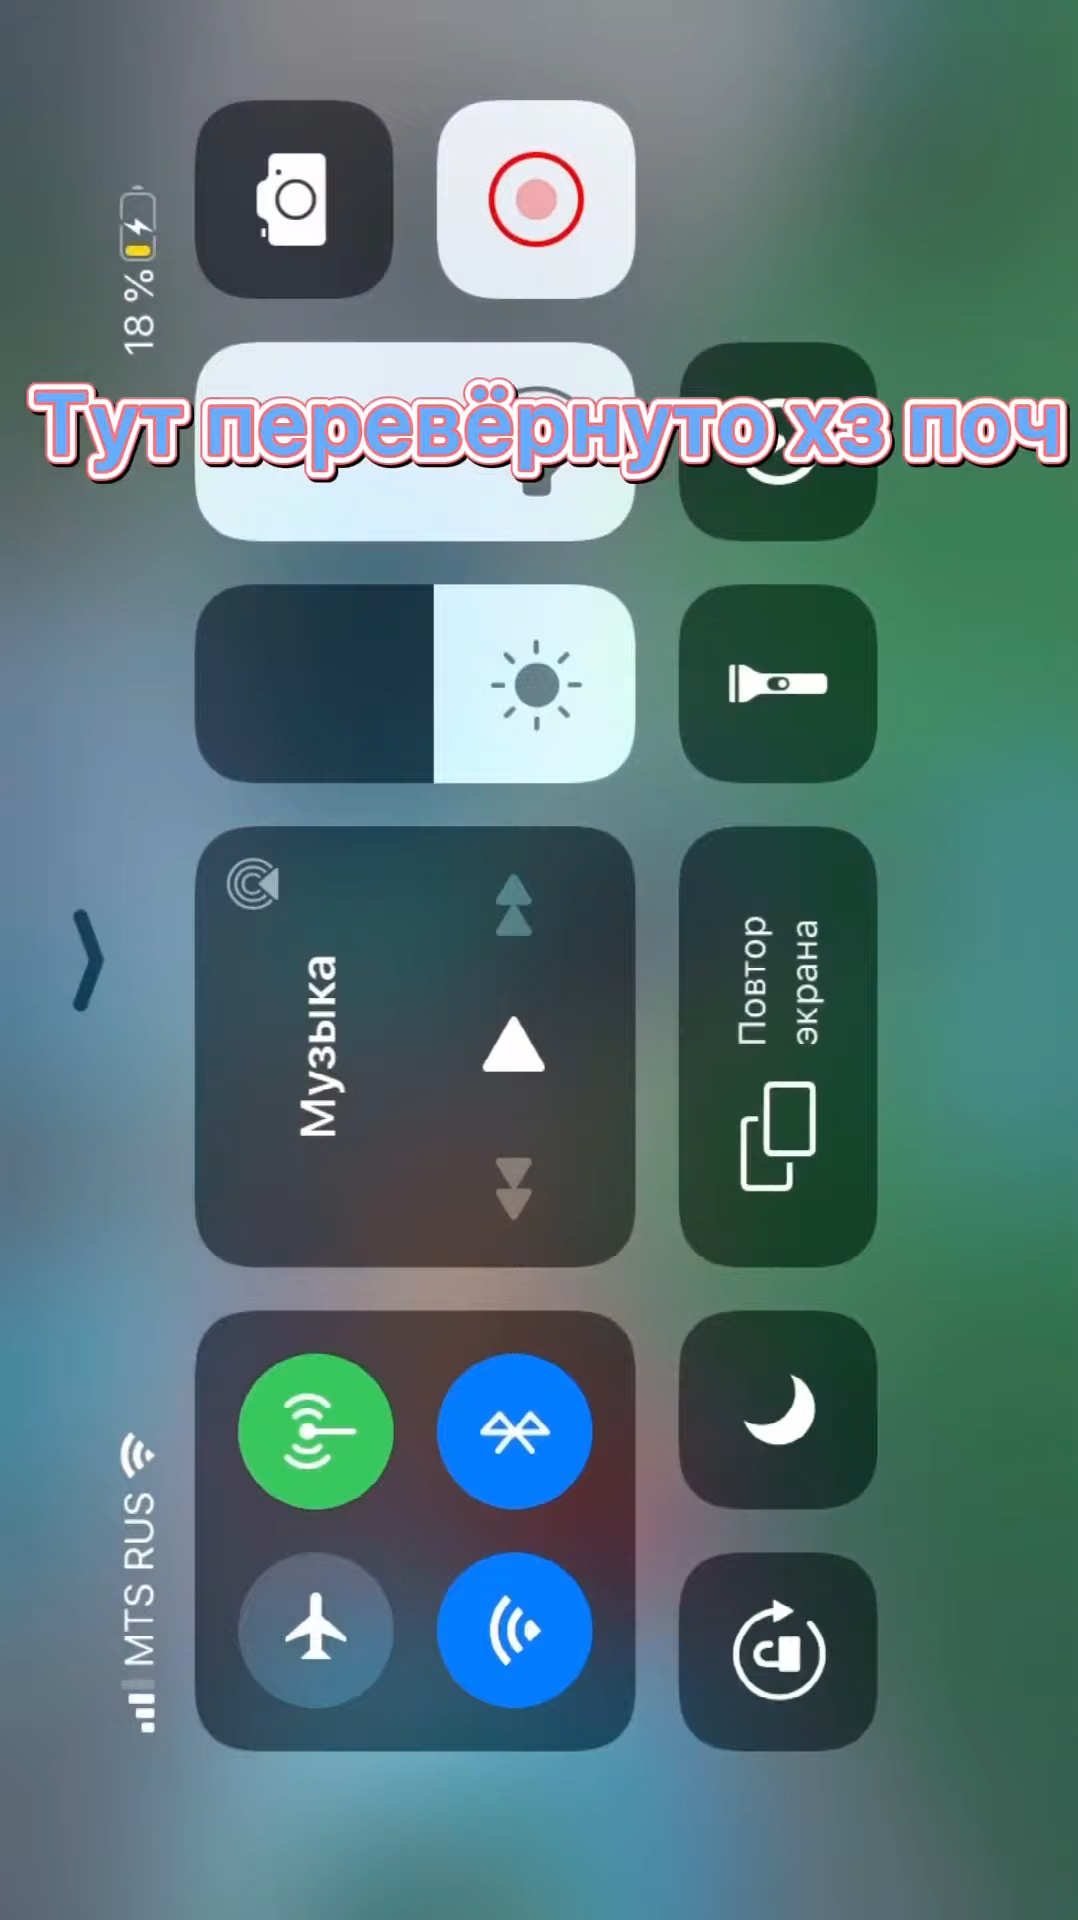 Тут перевёрнуто хз поч
MTS RUS
18 %
Музыка
Повтор
экрана